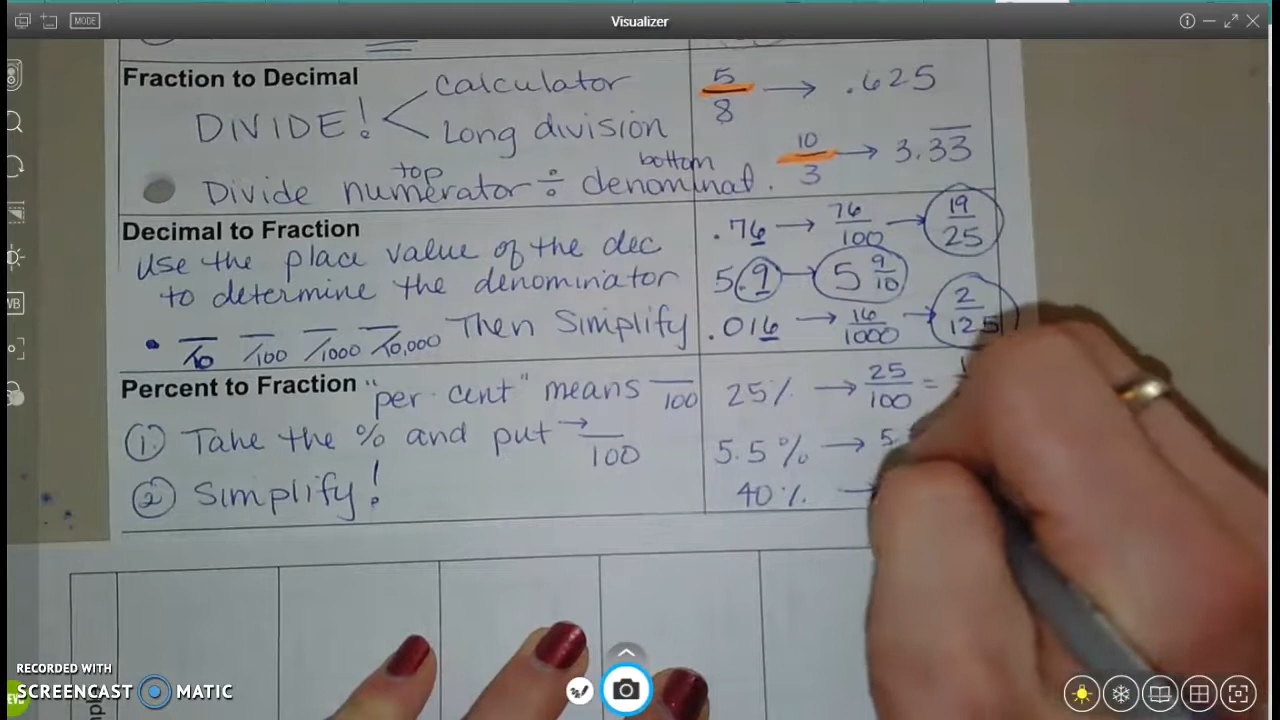 MODE
Visualizer
Fraction to Decimal
DIVIDE!
calculator
Long division
5/8 → .625
top
bottom
Divide numerator ÷ denominat.
10/3 → 3.33
Decimal to Fraction
Use the place value of the dec
to determine the denominator
• /10 /100 /1000 /10,000 Then Simplify
.76 → 76/100 → 19/25
5.9 → 5 9/10
.016 → 16/1000 → 2/125
Percent to Fraction "per cent" means /100
① Take the % and put → /100
② Simplify!
25% → 25/100 =
5.5% → 5.
40% →
RECORDED WITH
SCREENCAST MATIC
WB